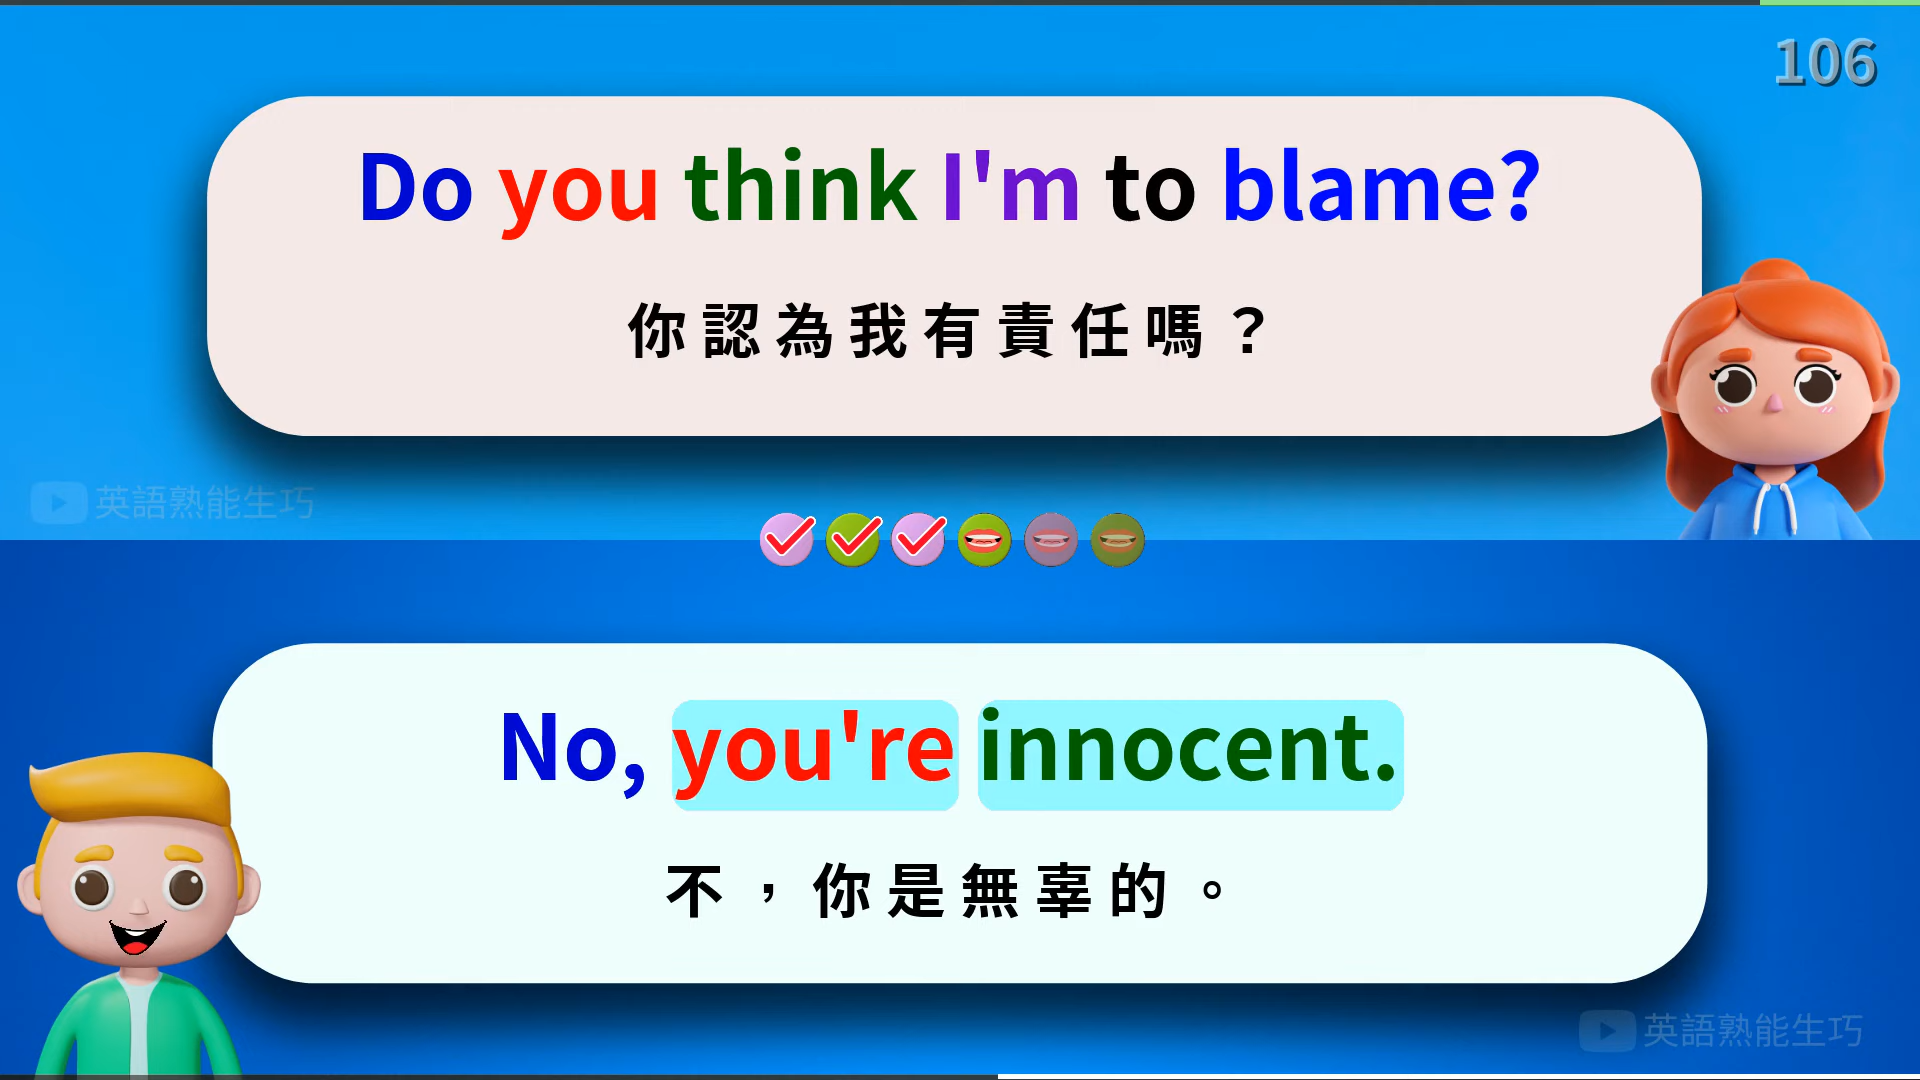 106
Do you think I'm to blame?
你認為我有責任嗎？
英語熟能生巧
No, you're innocent.
不，你是無辜的。
英語熟能生巧